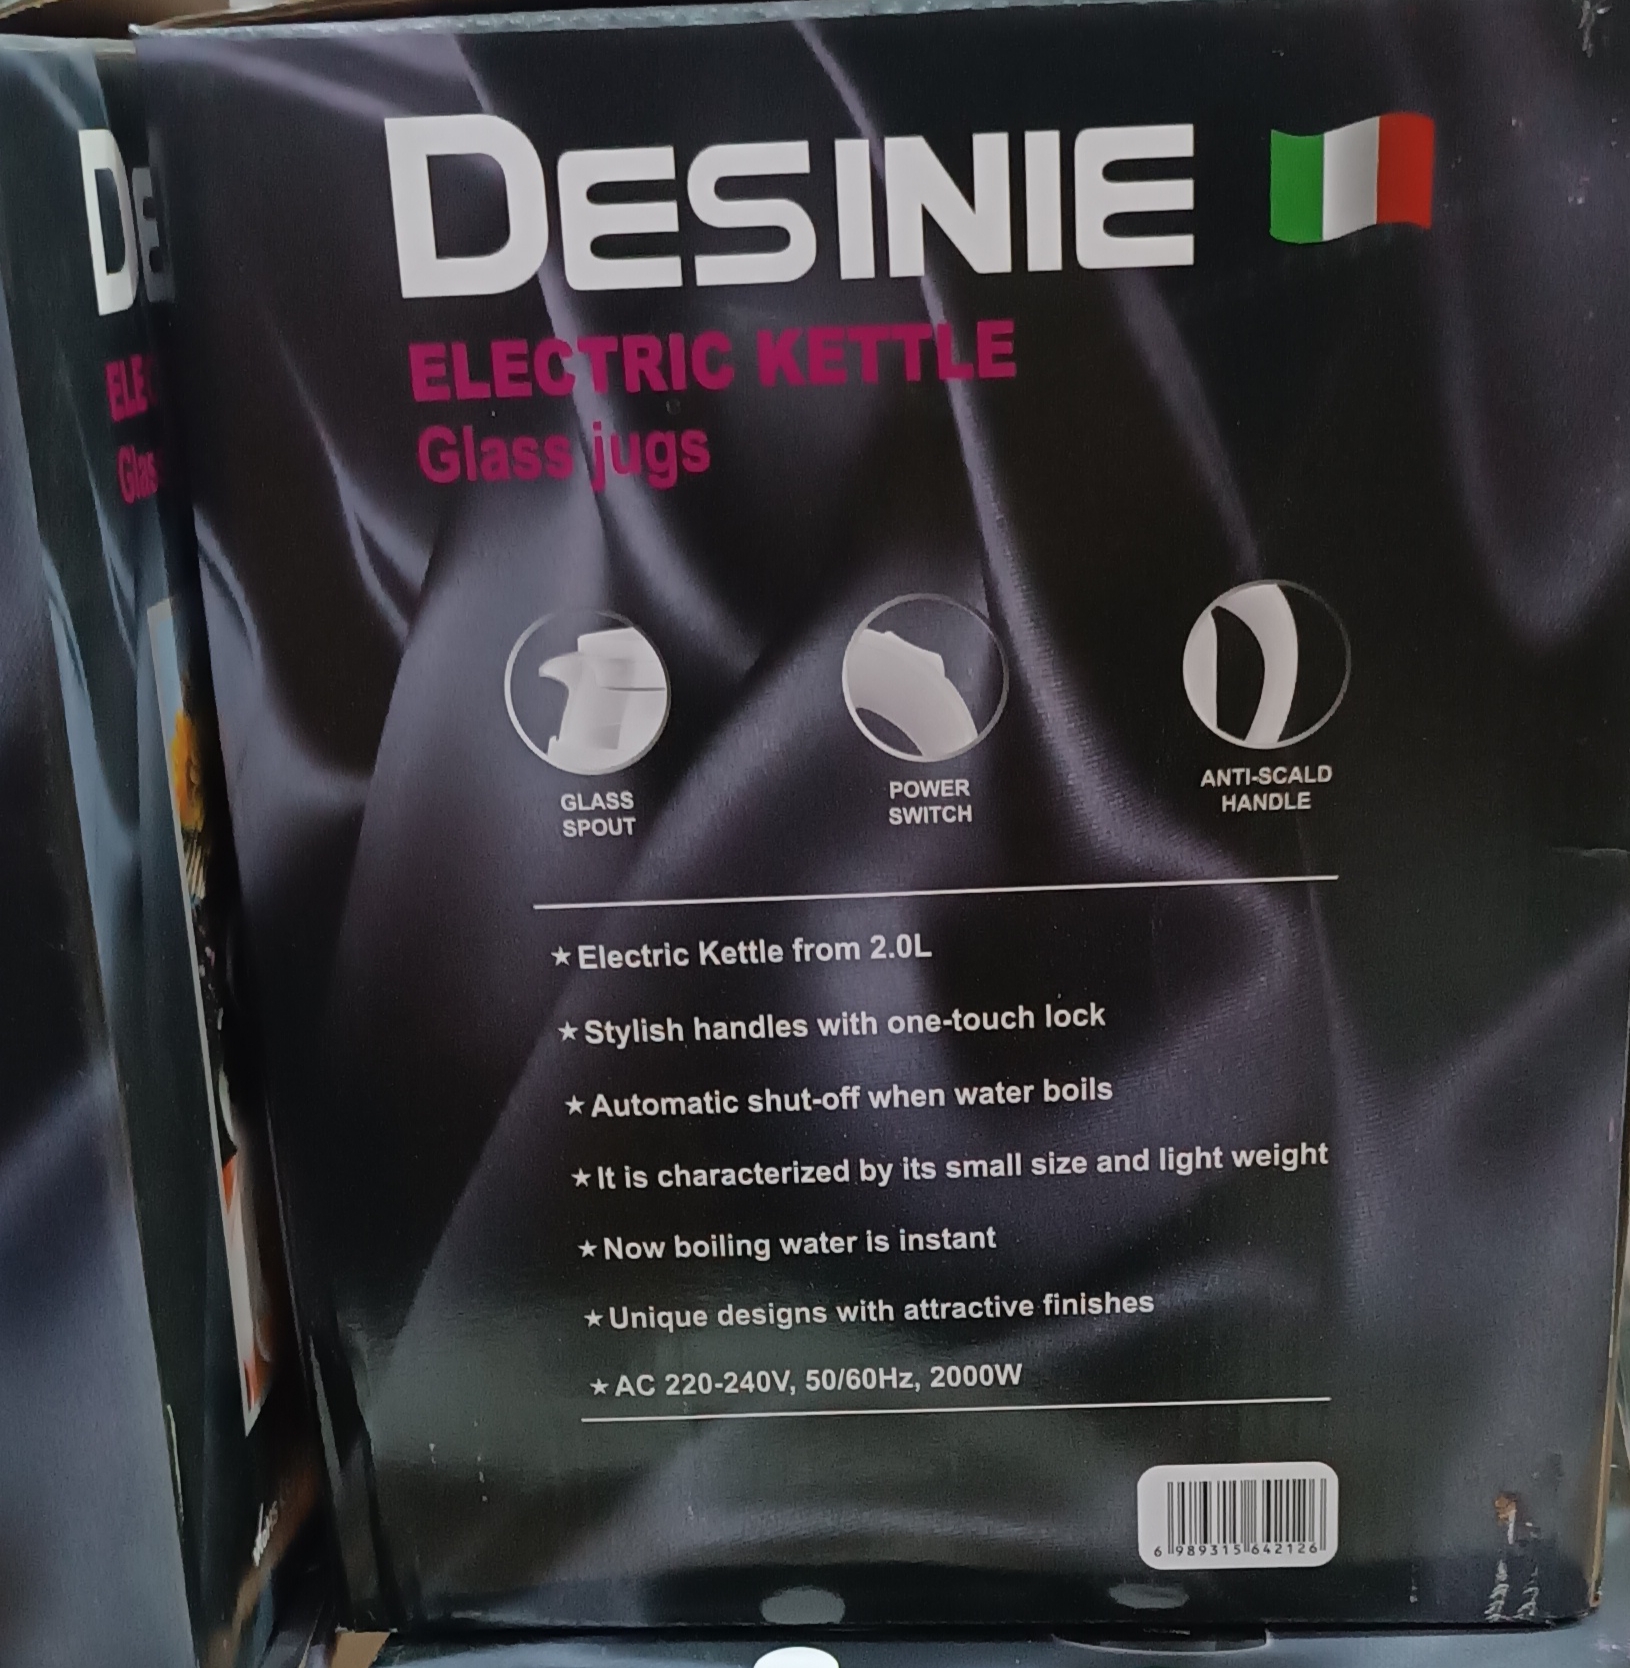 DESINIE
ELECTRIC KETTLE
Glass jugs
GLASS
SPOUT
POWER
SWITCH
ANTI-SCALD
HANDLE
★ Electric Kettle from 2.0L
★ Stylish handles with one-touch lock
★ Automatic shut-off when water boils
★ It is characterized by its small size and light weight
★ Now boiling water is instant
★ Unique designs with attractive finishes
★ AC 220-240V, 50/60Hz, 2000W
6 989315 642126
DE
ELEC
Glas